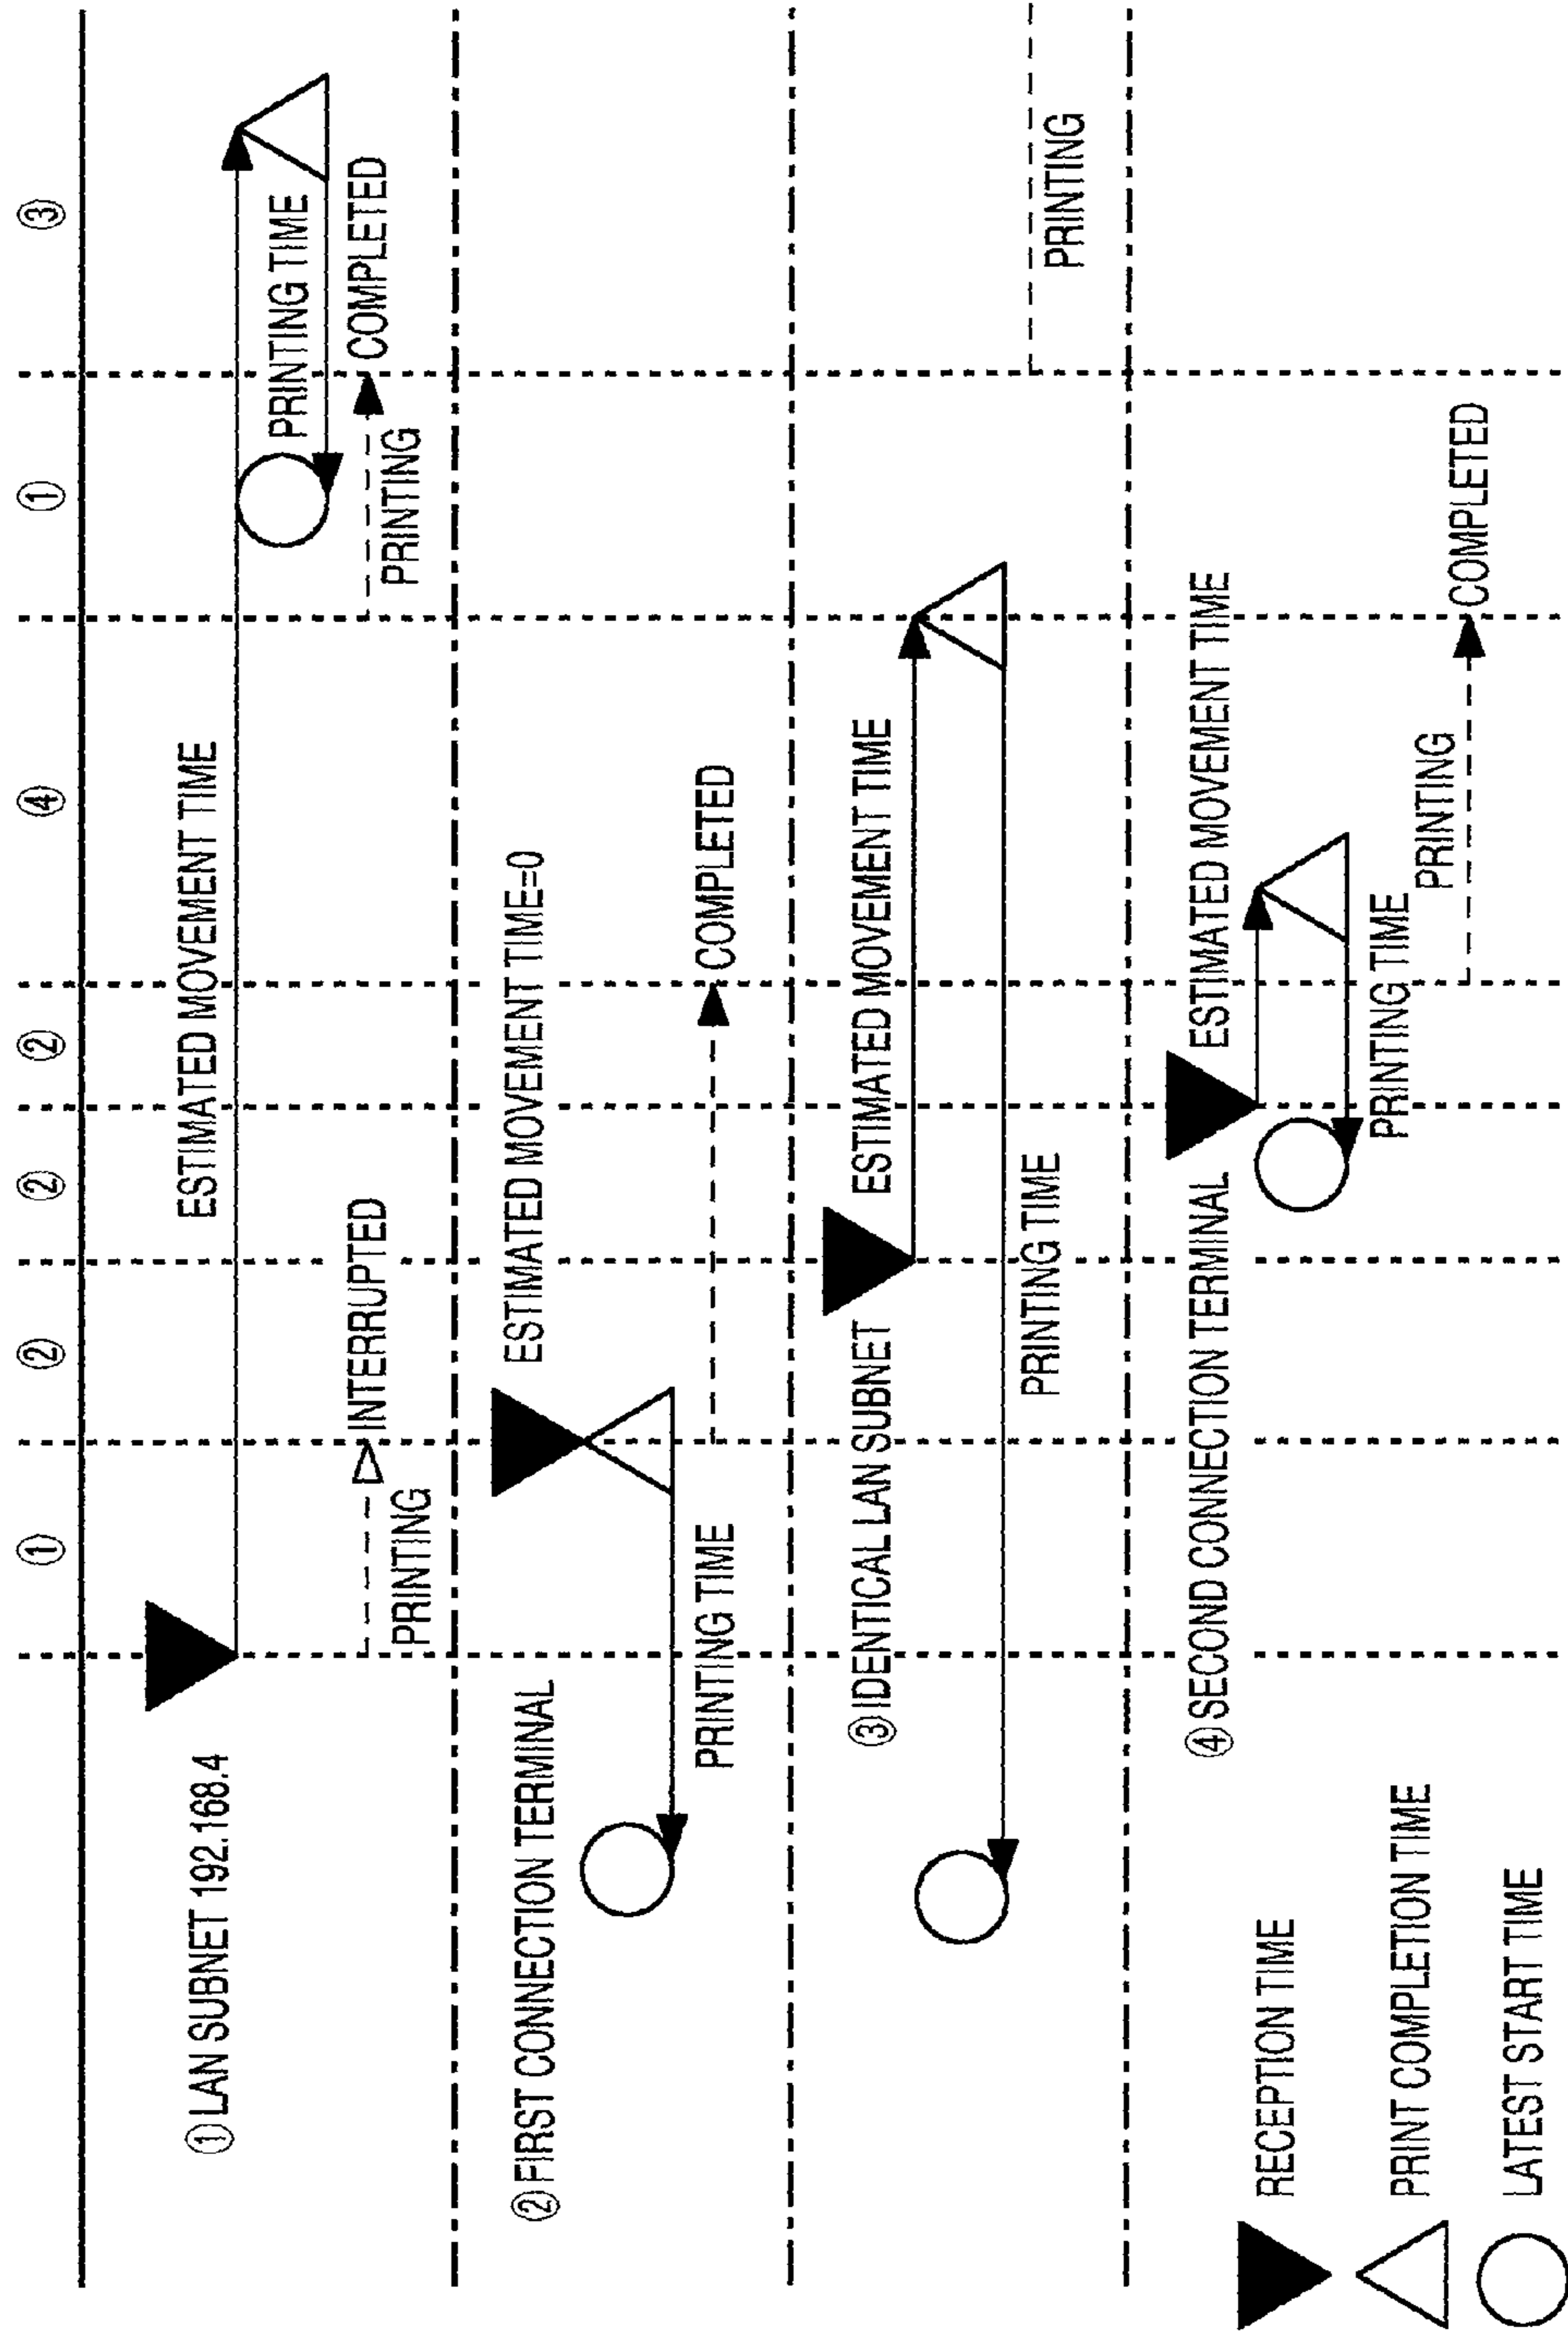 ① ② ② ② ④ ① ③
① LAN SUBNET 192.168.4
ESTIMATED MOVEMENT TIME
PRINTING TIME
PRINTING
INTERRUPTED
PRINTING
COMPLETED
② FIRST CONNECTION TERMINAL
ESTIMATED MOVEMENT TIME=0
PRINTING TIME
COMPLETED
③ IDENTICAL LAN SUBNET
ESTIMATED MOVEMENT TIME
PRINTING TIME
PRINTING
④ SECOND CONNECTION TERMINAL
ESTIMATED MOVEMENT TIME
PRINTING TIME
PRINTING
COMPLETED
RECEPTION TIME
PRINT COMPLETION TIME
LATEST START TIME